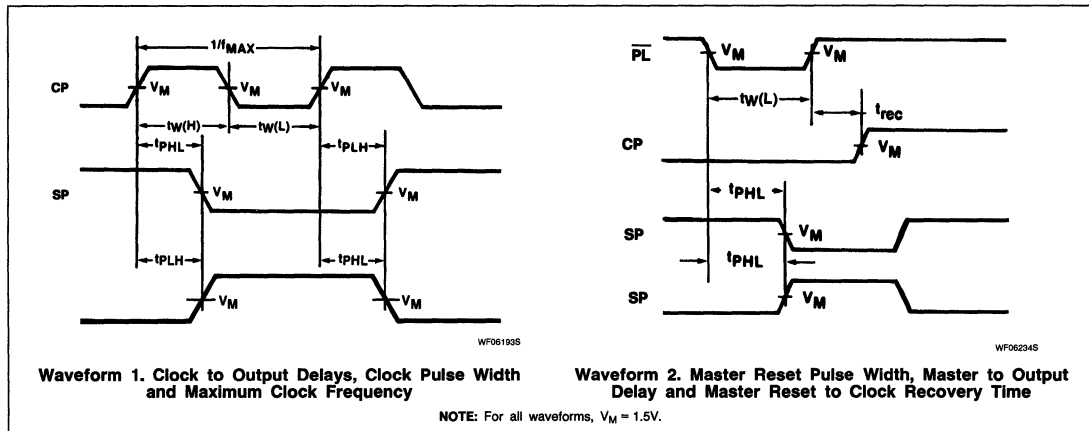 1/fMAX
CP
VM
VM
VM
tW(H)
tW(L)
tPHL
tPLH
SP
VM
VM
tPLH
tPHL
VM
VM
WF06193S
Waveform 1. Clock to Output Delays, Clock Pulse Width
and Maximum Clock Frequency
PL
VM
VM
tW(L)
trec
CP
VM
tPHL
SP
VM
tPHL
SP
VM
WF06234S
Waveform 2. Master Reset Pulse Width, Master to Output
Delay and Master Reset to Clock Recovery Time
NOTE: For all waveforms, VM = 1.5V.